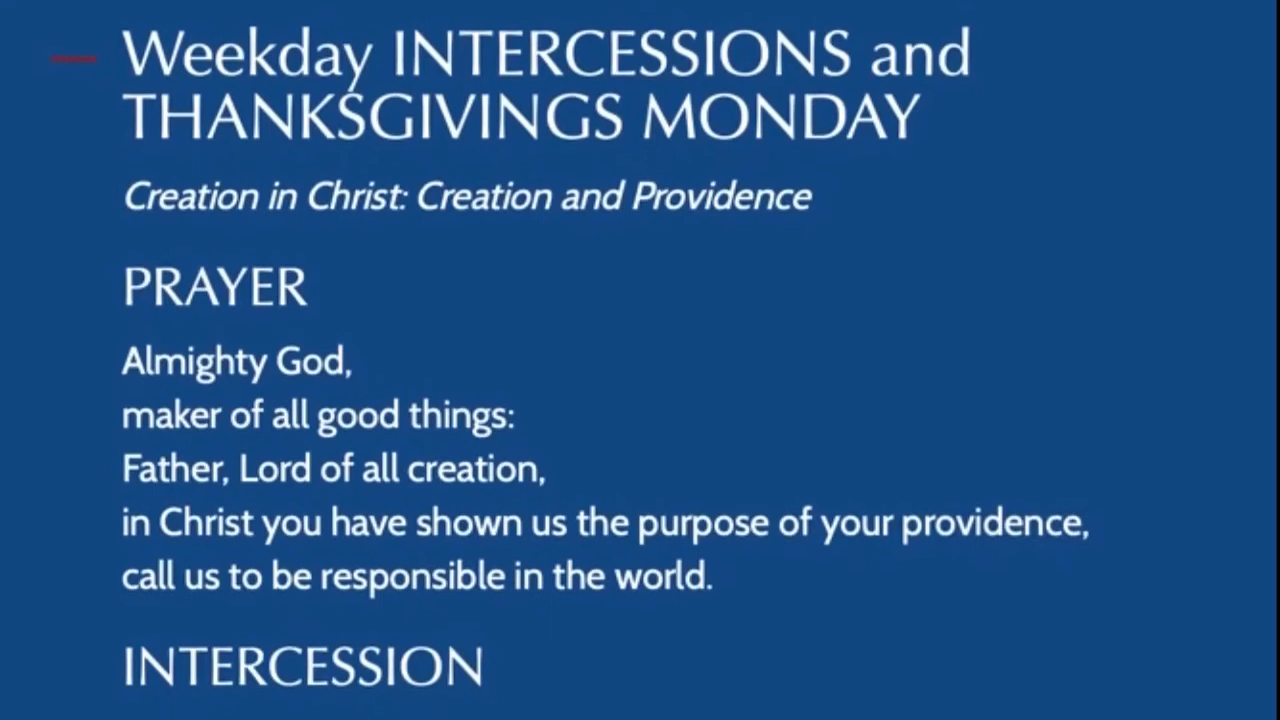 Weekday INTERCESSIONS and
THANKSGIVINGS MONDAY
Creation in Christ: Creation and Providence
PRAYER
Almighty God,
maker of all good things:
Father, Lord of all creation,
in Christ you have shown us the purpose of your providence,
call us to be responsible in the world.
INTERCESSION